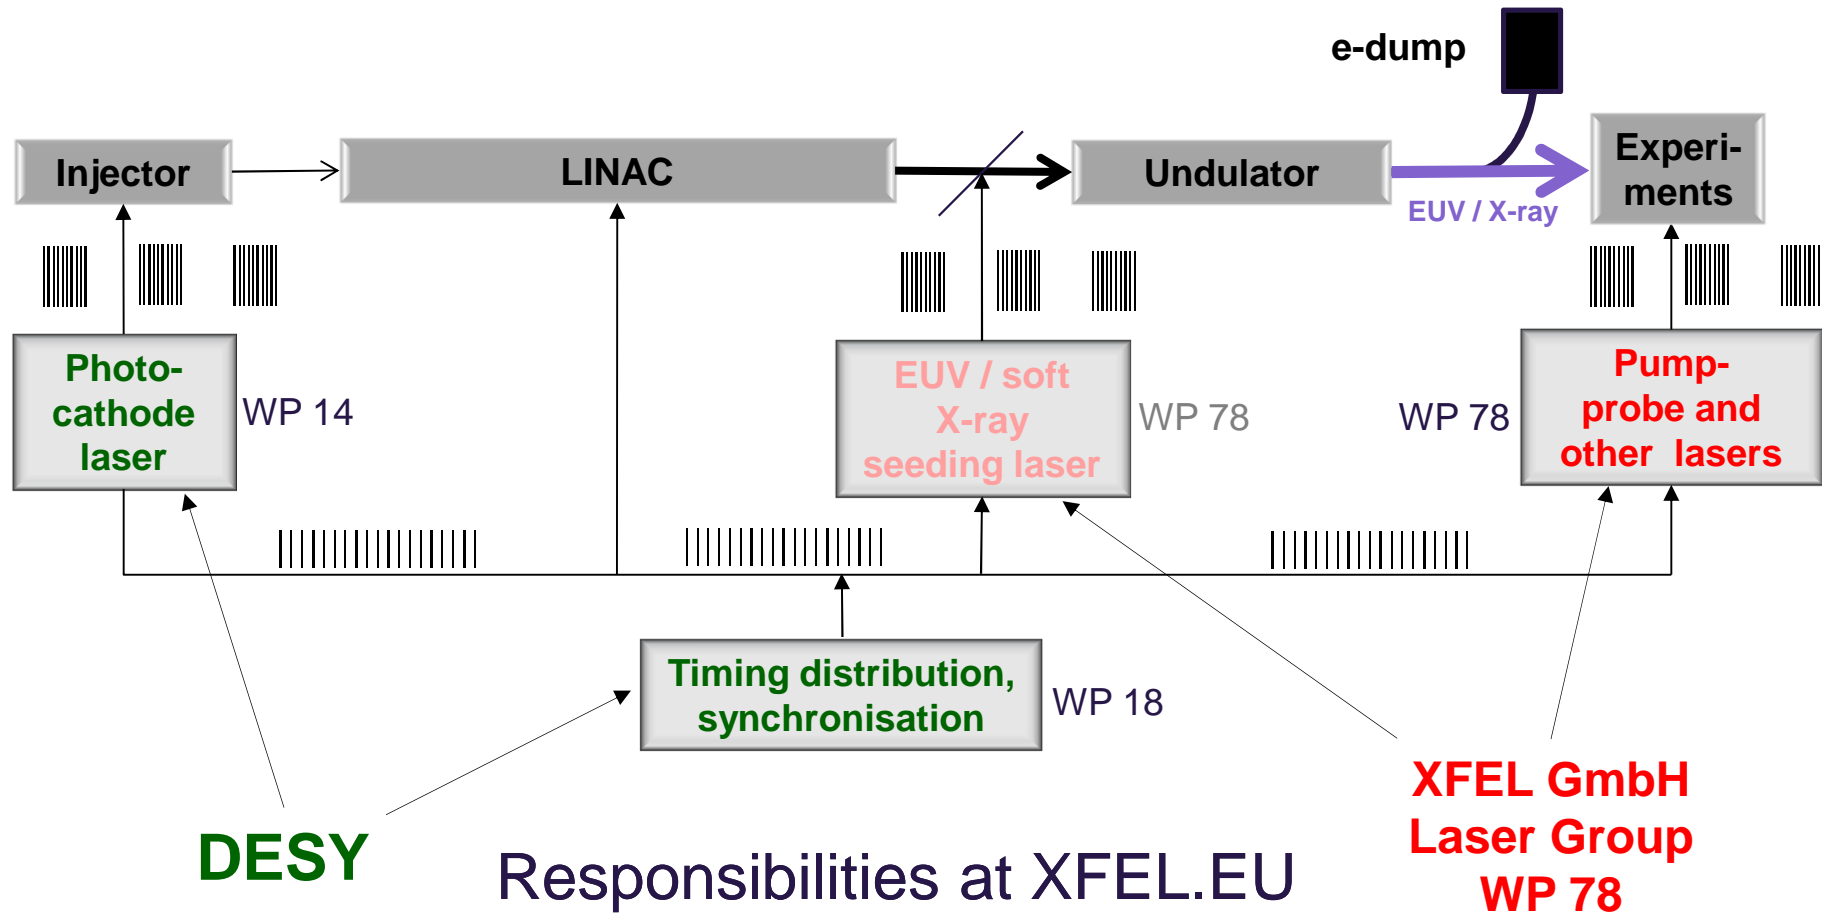 e-dump
Injector
LINAC
Undulator
Experi-
ments
EUV / X-ray
Photo-
cathode
laser
WP 14
EUV / soft
X-ray
seeding laser
WP 78
WP 78
Pump-
probe and
other lasers
Timing distribution,
synchronisation
WP 18
DESY
Responsibilities at XFEL.EU
XFEL GmbH
Laser Group
WP 78